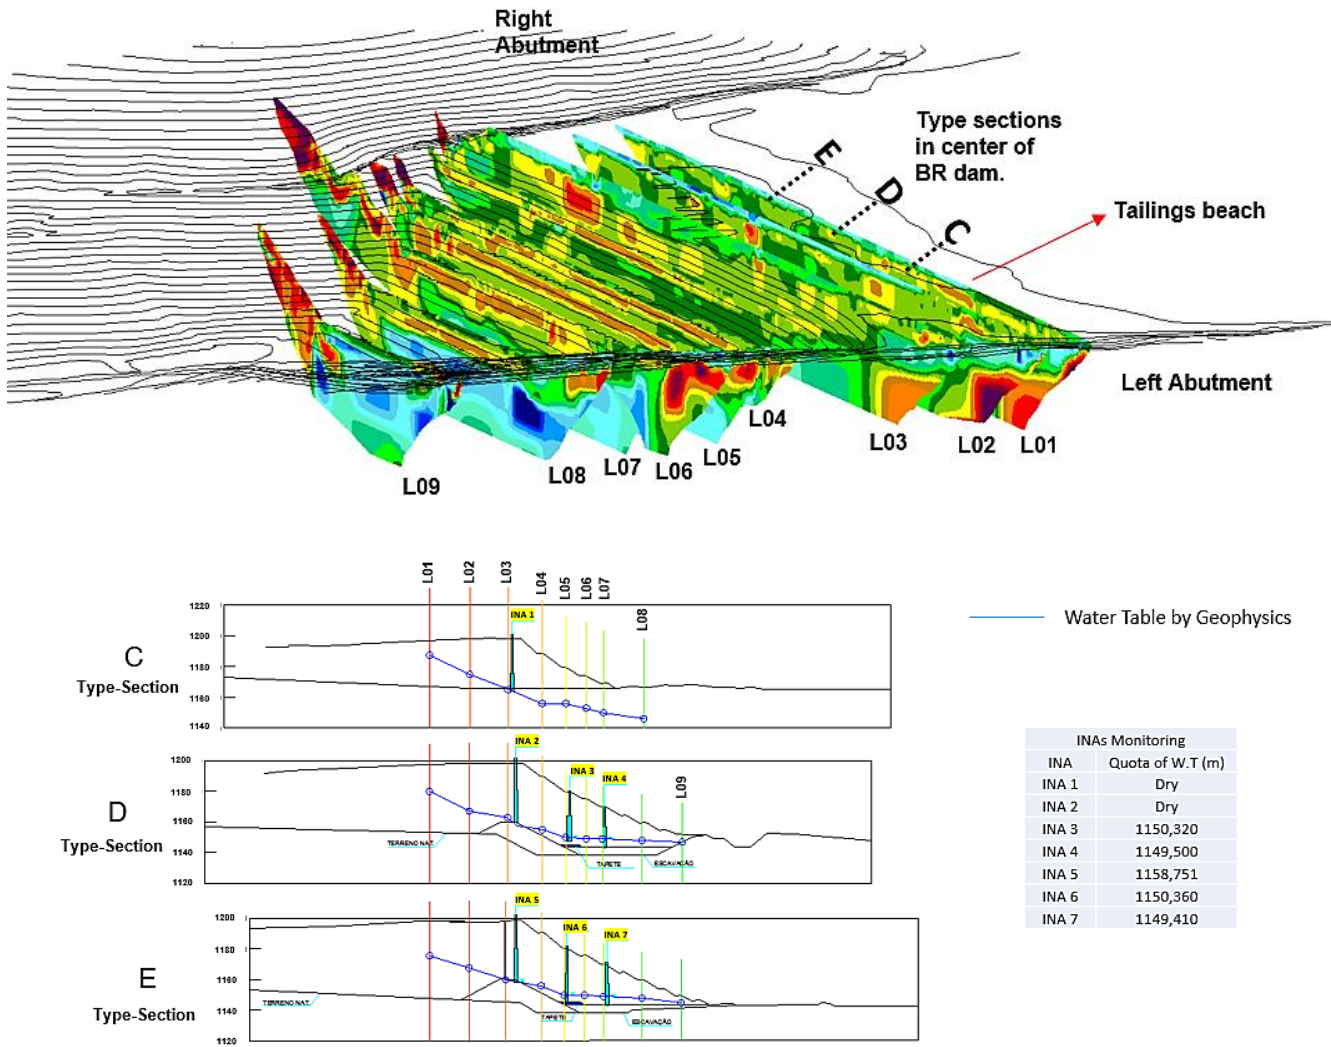 Right
Abutment
Type sections
in center of
BR dam.
E
D
C
Tailings beach
Left Abutment
L01
L02
L03
L04
L05
L06
L07
L08
L09
L01
L02
L03
L04
L05
L06
L07
L08
1220
1200
1180
1160
1140
INA 1
C
Type-Section
Water Table by Geophysics
INA 2
INA 3
INA 4
L09
1200
1180
1160
1140
1120
D
Type-Section
TERRENO NAT.
TAPETE
ESCAVAÇÃO
INA 5
INA 6
INA 7
1200
1180
1160
1140
1120
E
Type-Section
TERRENO NAT.
TAPETE
ESCAVAÇÃO
INAs Monitoring
INA Quota of W.T (m)
INA 1 Dry
INA 2 Dry
INA 3 1150,320
INA 4 1149,500
INA 5 1158,751
INA 6 1150,360
INA 7 1149,410